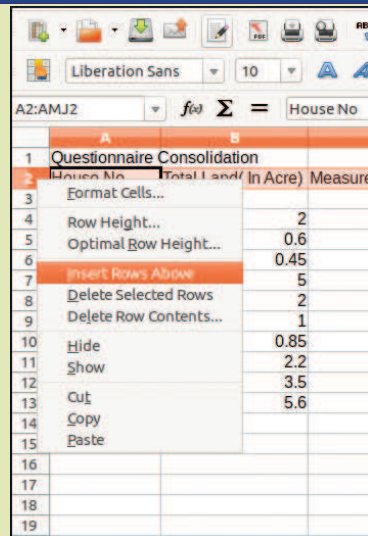 PDF
AB
Liberation Sans 10
A2:AMJ2 f(x) Σ = House No
A B
1 Questionnaire Consolidation
2 House No Total Land( In Acre) Measure
3 Format Cells...
4 Row Height... 2
5 Optimal Row Height... 0.6
6 0.45
7 Insert Rows Above 5
8 Delete Selected Rows 2
9 Delete Row Contents... 1
10 Hide 0.85
11 Show 2.2
12 3.5
13 Cut 5.6
14 Copy
15 Paste
16
17
18
19